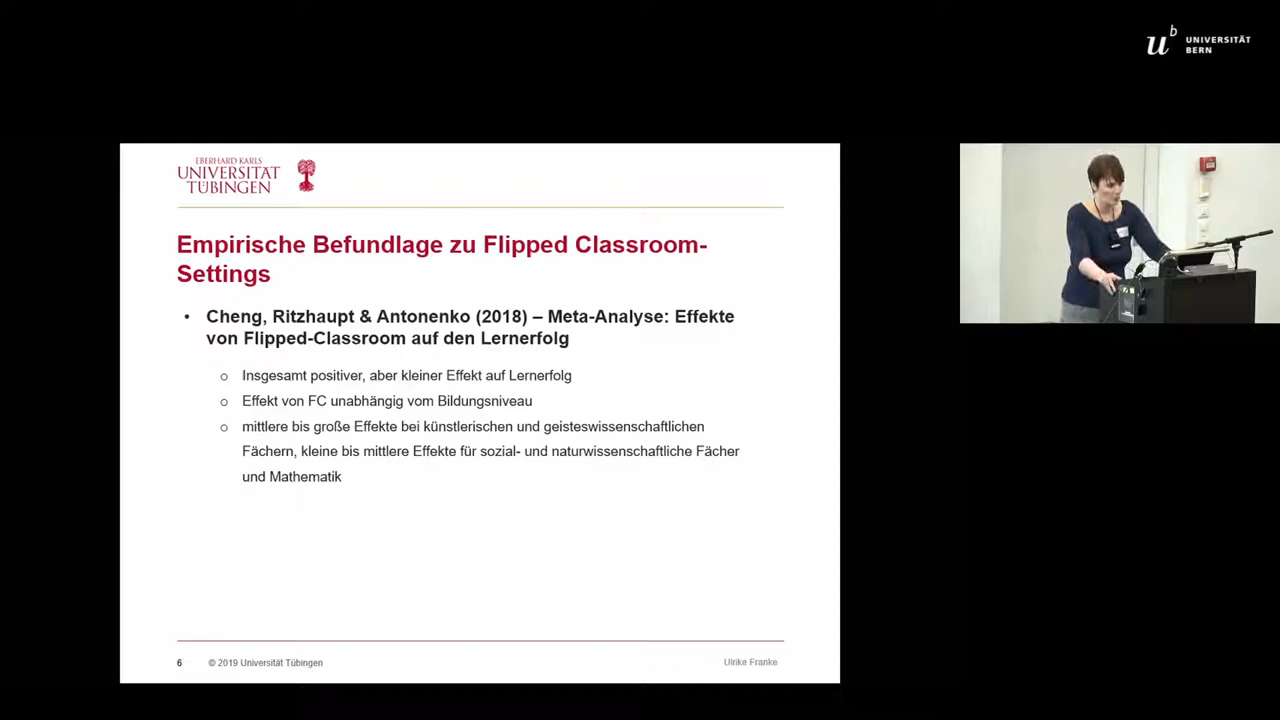 u^b
UNIVERSITÄT
BERN
EBERHARD KARLS
UNIVERSITÄT
TÜBINGEN
Empirische Befundlage zu Flipped Classroom-
Settings
• Cheng, Ritzhaupt & Antonenko (2018) – Meta-Analyse: Effekte
von Flipped-Classroom auf den Lernerfolg
o Insgesamt positiver, aber kleiner Effekt auf Lernerfolg
o Effekt von FC unabhängig vom Bildungsniveau
o mittlere bis große Effekte bei künstlerischen und geisteswissenschaftlichen
Fächern, kleine bis mittlere Effekte für sozial- und naturwissenschaftliche Fächer
und Mathematik
6 © 2019 Universität Tübingen Ulrike Franke